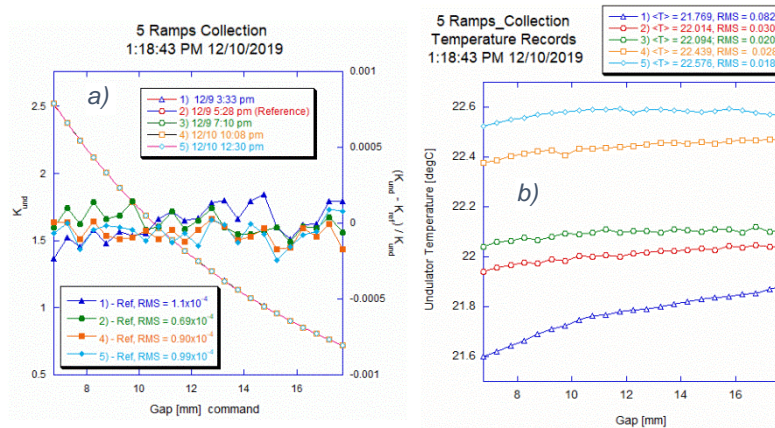 5 Ramps Collection
1:18:43 PM 12/10/2019
a)
1) 12/9 3:33 pm
2) 12/9 5:28 pm (Reference)
3) 12/9 7:10 pm
4) 12/10 10:08 pm
5) 12/10 12:30 pm
2.5
2
1.5
1
0.5
K und
0.001
0.0005
0
-0.0005
-0.001
(K und - K ref) / K und
1) - Ref, RMS = 1.1x10⁻⁴
2) - Ref, RMS = 0.69x10⁻⁴
4) - Ref, RMS = 0.90x10⁻⁴
5) - Ref, RMS = 0.99x10⁻⁴
8 10 12 14 16
Gap [mm] command
5 Ramps_Collection
Temperature Records
1:18:43 PM 12/10/2019
1) <T> = 21.769, RMS = 0.082
2) <T> = 22.014, RMS = 0.030
3) <T> = 22.094, RMS = 0.020
4) <T> = 22.439, RMS = 0.028
5) <T> = 22.576, RMS = 0.018
b)
22.6
22.4
22.2
22
21.8
21.6
Undulator Temperature [degC]
8 10 12 14 16
Gap [mm]